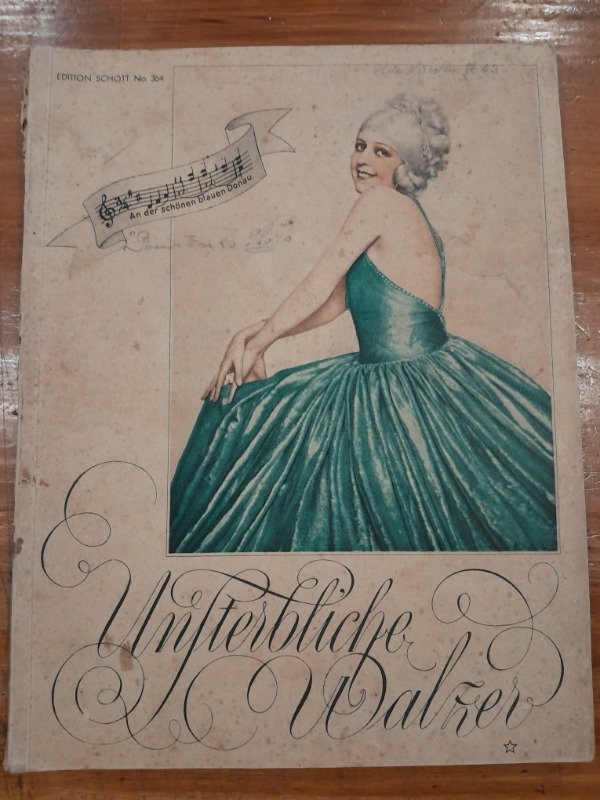 EDITION SCHOTT No. 364
An der schönen blauen Donau
Unsterbliche
Walzer